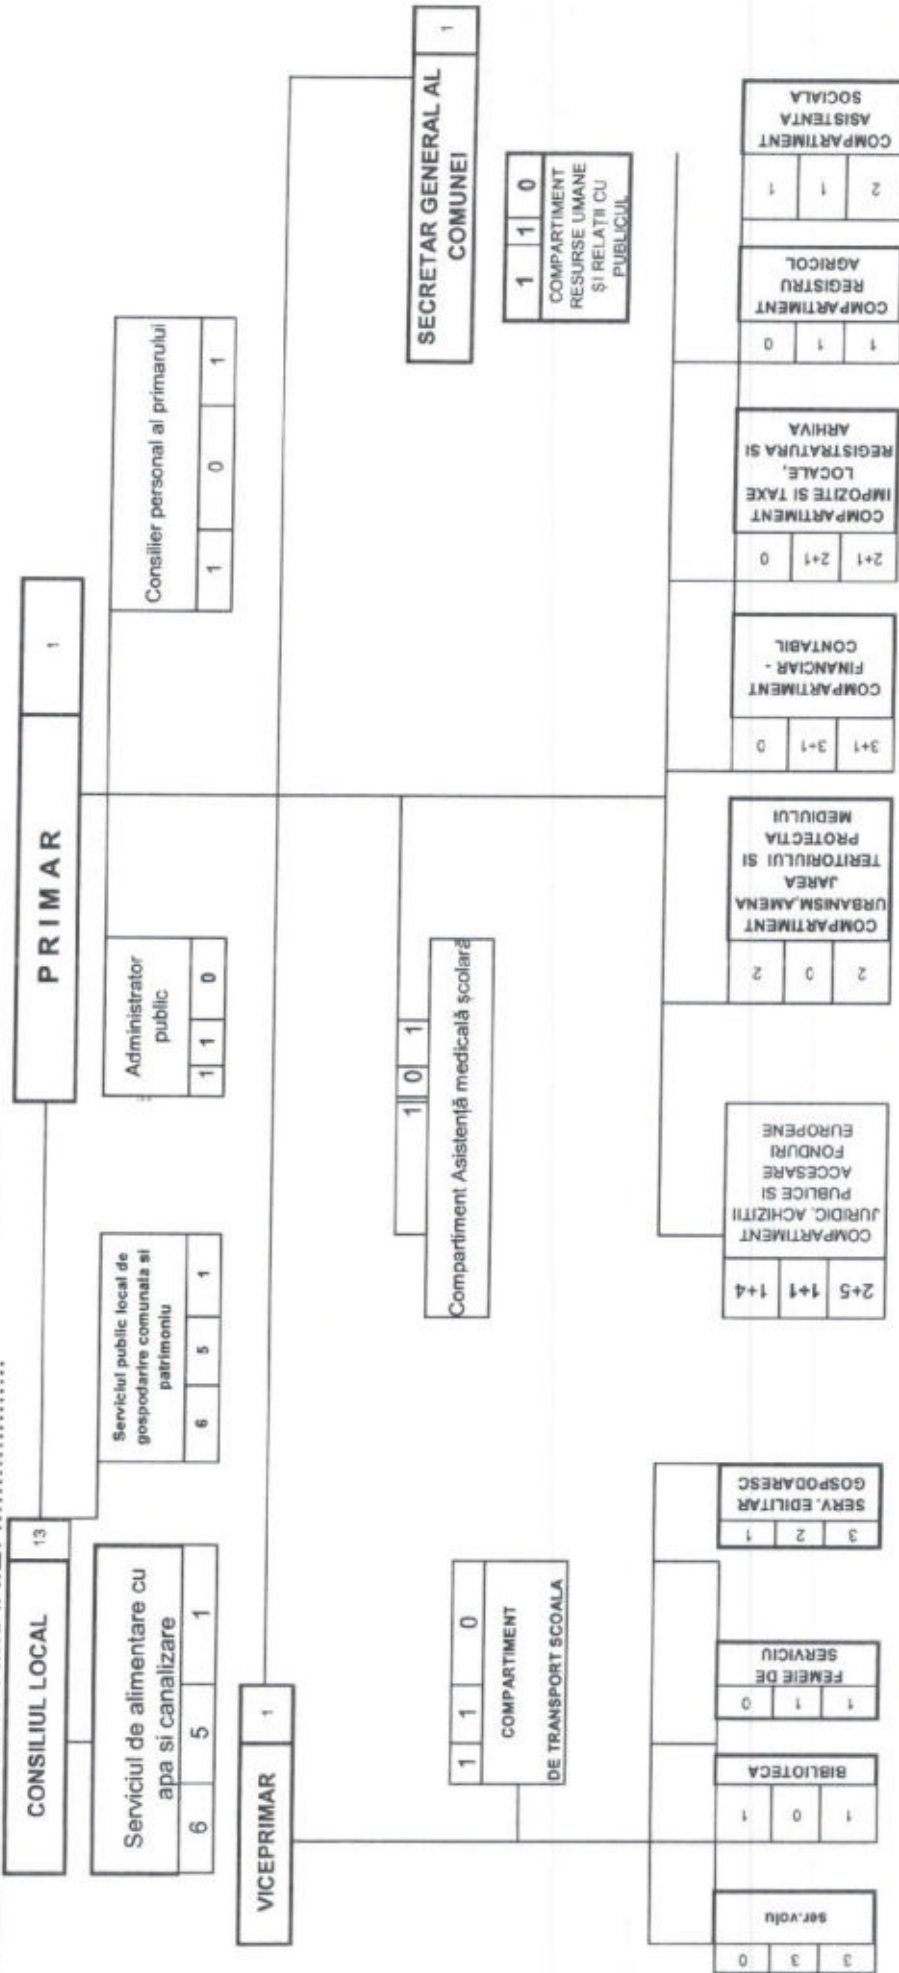 CONSILIUL LOCAL
13
PRIMAR
1
Serviciul de alimentare cu
apa si canalizare
6 5 1
Serviciul public local de
gospodarire comunala si
patrimoniu
6 5 1
Administrator
public
1 1 0
Consilier personal al primarului
1 0 1
VICEPRIMAR
1
SECRETAR GENERAL AL
COMUNEI
1
1 0 1
Compartiment Asistență medicală școlară
1 1 0
COMPARTIMENT
RESURSE UMANE
ȘI RELAȚII CU
PUBLICUL
1 1 0
COMPARTIMENT
DE TRANSPORT SCOALA
ser.volu
3 3 0
BIBLIOTECA
1 0 1
FEMEIE DE
SERVICIU
1 1 0
SERV. EDILITAR
GOSPODARESC
3 2 1
COMPARTIMENT
JURIDIC, ACHIZITII
PUBLICE SI
ACCESARE
FONDURI
EUROPENE
2+5 1+1 1+4
COMPARTIMENT
URBANISM,AMENA
JAREA
TERITORIULUI SI
PROTECTIA
MEDIULUI
2 0 2
COMPARTIMENT
FINANCIAR -
CONTABIL
3+1 3+1 0
COMPARTIMENT
IMPOZITE SI TAXE
LOCALE,
REGISTRATURA SI
ARHIVA
2+1 2+1 0
COMPARTIMENT
REGISTRU
AGRICOL
1 1 0
COMPARTIMENT
ASISTENTA
SOCIALA
2 1 1